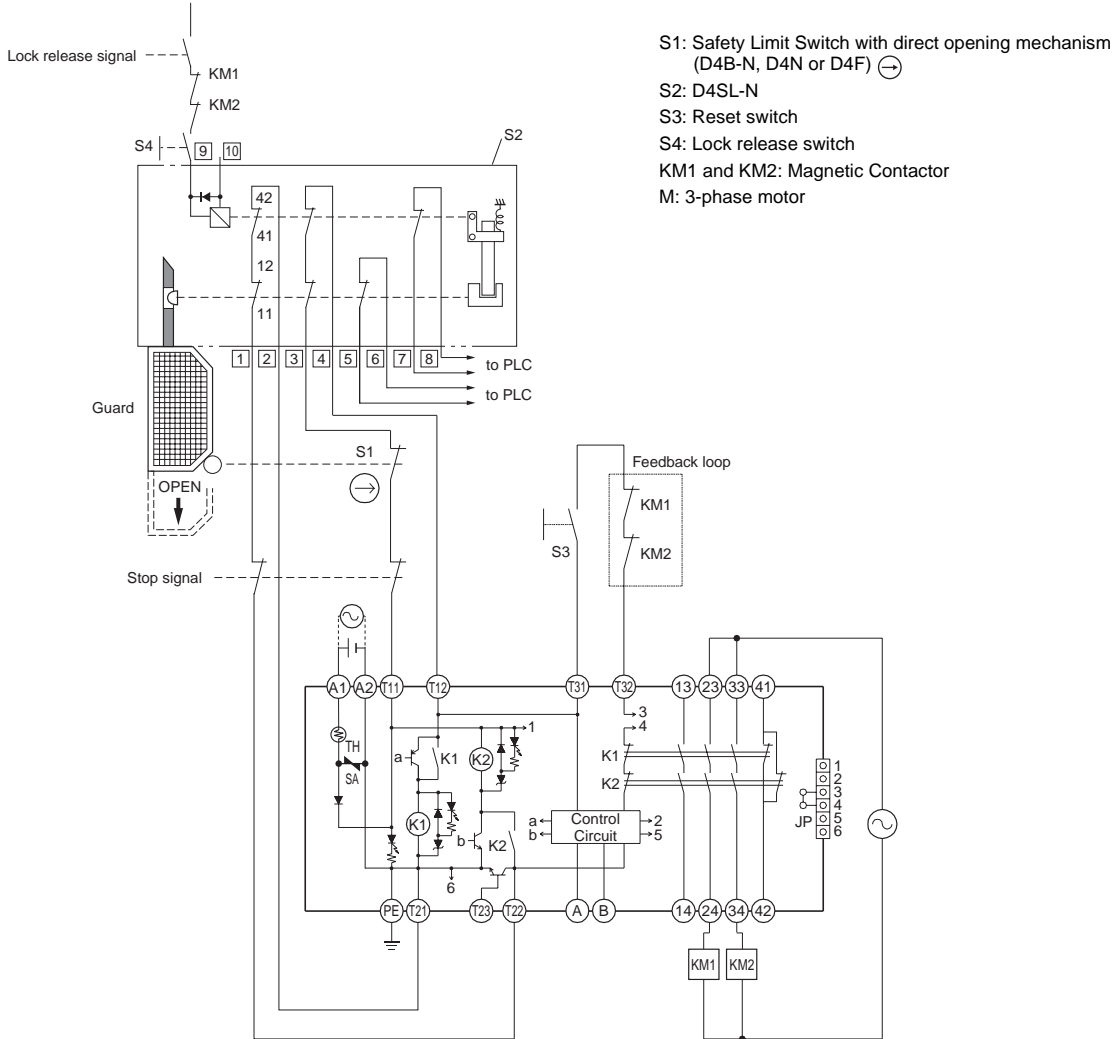 S1: Safety Limit Switch with direct opening mechanism
(D4B-N, D4N or D4F)
S2: D4SL-N
S3: Reset switch
S4: Lock release switch
KM1 and KM2: Magnetic Contactor
M: 3-phase motor
Lock release signal
KM1
KM2
S4
9 10
S2
42
41
12
11
1 2 3 4 5 6 7 8
to PLC
to PLC
Guard
S1
OPEN
Feedback loop
KM1
S3
KM2
Stop signal
A1 A2 T11 T12 T31 T32 13 23 33 41
3
1
4
TH
a
K1
K2
K1
SA
K2
1
2
3
4
5
6
JP
K1
a
b
Control
Circuit
2
5
b
K2
6
PE T21 T23 T22 A B 14 24 34 42
KM1 KM2